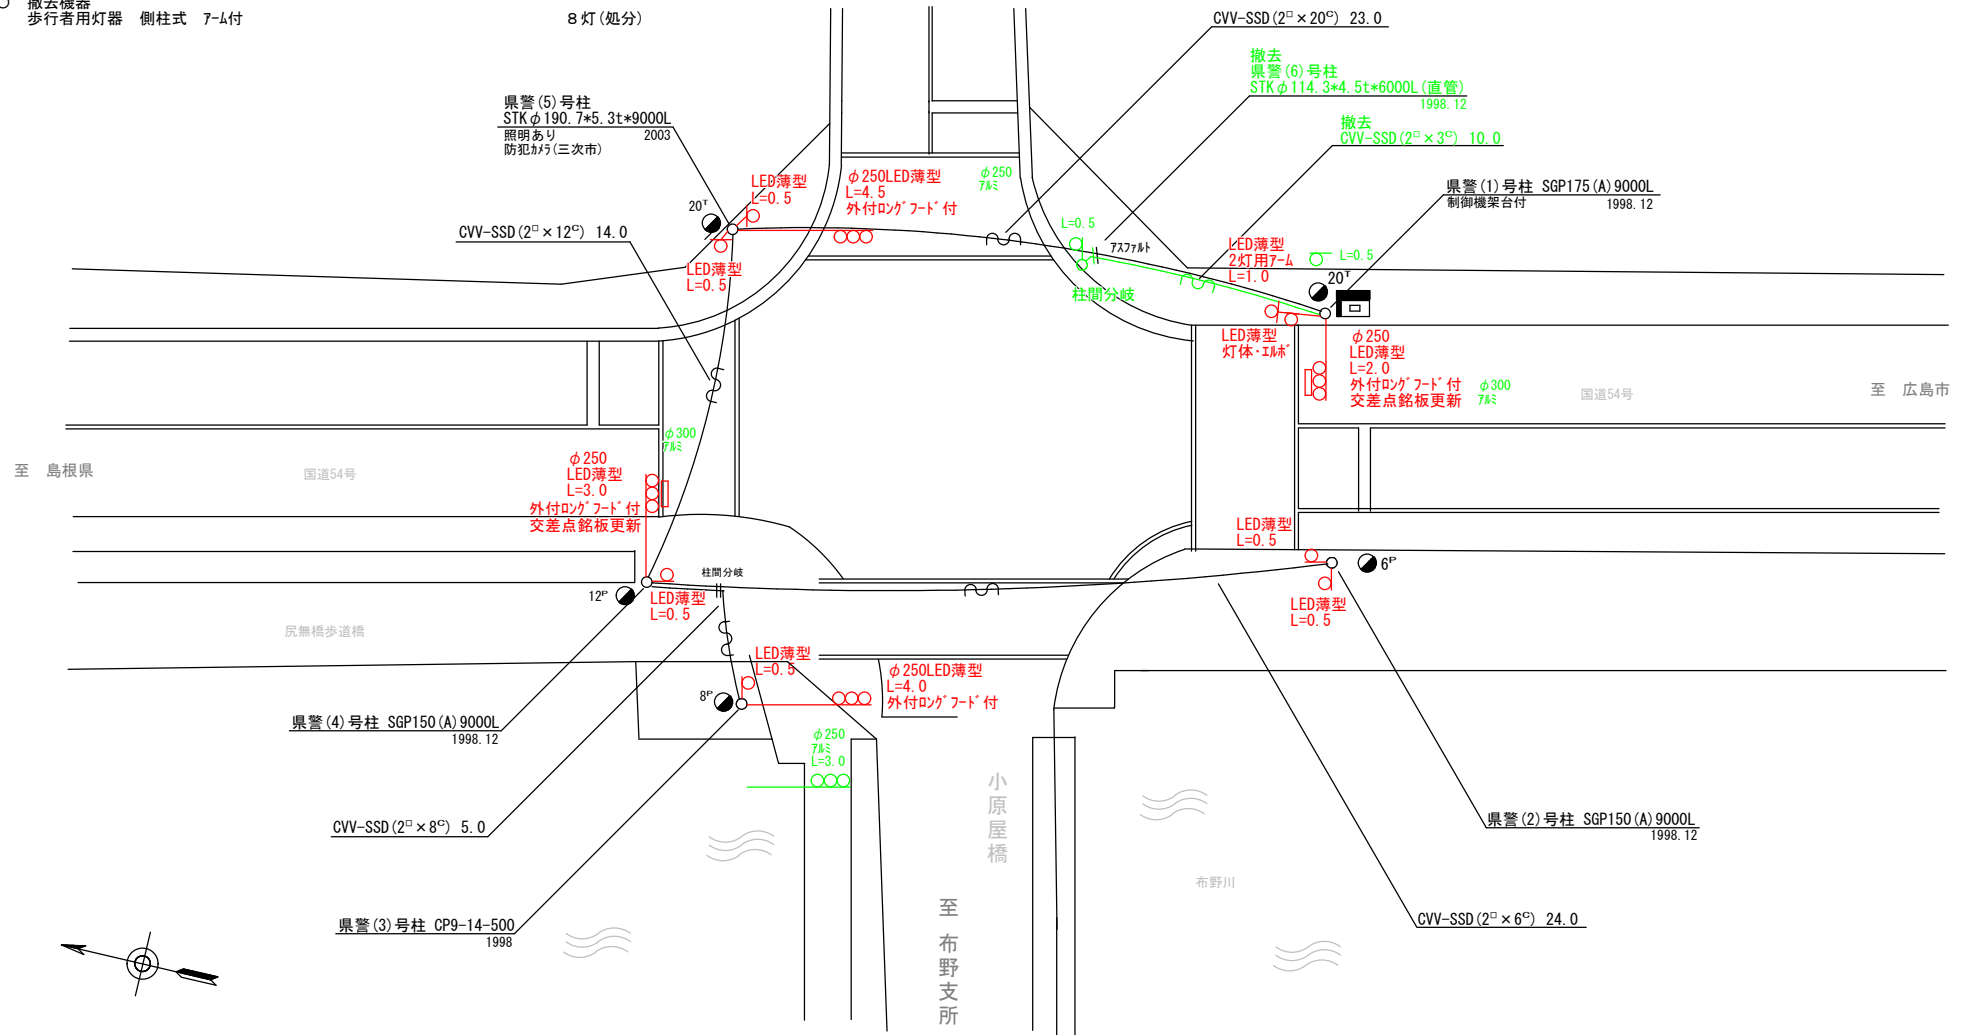 撤去機器
歩行者用灯器 側柱式 ｱｰﾑ付 8灯(処分)
CVV-SSD(2□×20C) 23.0
撤去
県警(6)号柱
STKφ114.3*4.5t*6000L(直管)
1998.12
撤去
CVV-SSD(2□×3C) 10.0
県警(5)号柱
STKφ190.7*5.3t*9000L
照明あり 2003
防犯ｶﾒﾗ(三次市)
県警(1)号柱 SGP175(A)9000L
制御機架台付 1998.12
LED薄型
L=0.5
φ250LED薄型
L=4.5
外付ﾛﾝｸﾞﾌｰﾄﾞ付
φ250
ｱﾙﾐ
20T
CVV-SSD(2□×12C) 14.0
LED薄型
L=0.5
L=0.5
ｱｽﾌｧﾙﾄ
柱間分岐
LED薄型
2灯用ｱｰﾑ
L=1.0
L=0.5
20T
LED薄型
灯体・ｴﾙﾎﾞ
φ250
LED薄型
L=2.0
外付ﾛﾝｸﾞﾌｰﾄﾞ付
交差点銘板更新
φ300
ｱﾙﾐ
国道54号
至 広島市
至 島根県
国道54号
φ300
ｱﾙﾐ
φ250
LED薄型
L=3.0
外付ﾛﾝｸﾞﾌｰﾄﾞ付
交差点銘板更新
LED薄型
L=0.5
6P
LED薄型
L=0.5
柱間分岐
12P
LED薄型
L=0.5
尻無橋歩道橋
LED薄型
L=0.5
φ250LED薄型
L=4.0
外付ﾛﾝｸﾞﾌｰﾄﾞ付
8P
県警(4)号柱 SGP150(A)9000L
1998.12
φ250
ｱﾙﾐ
L=3.0
CVV-SSD(2□×8C) 5.0
小原屋橋
県警(2)号柱 SGP150(A)9000L
1998.12
布野川
県警(3)号柱 CP9-14-500
1998
CVV-SSD(2□×6C) 24.0
至 布野支所